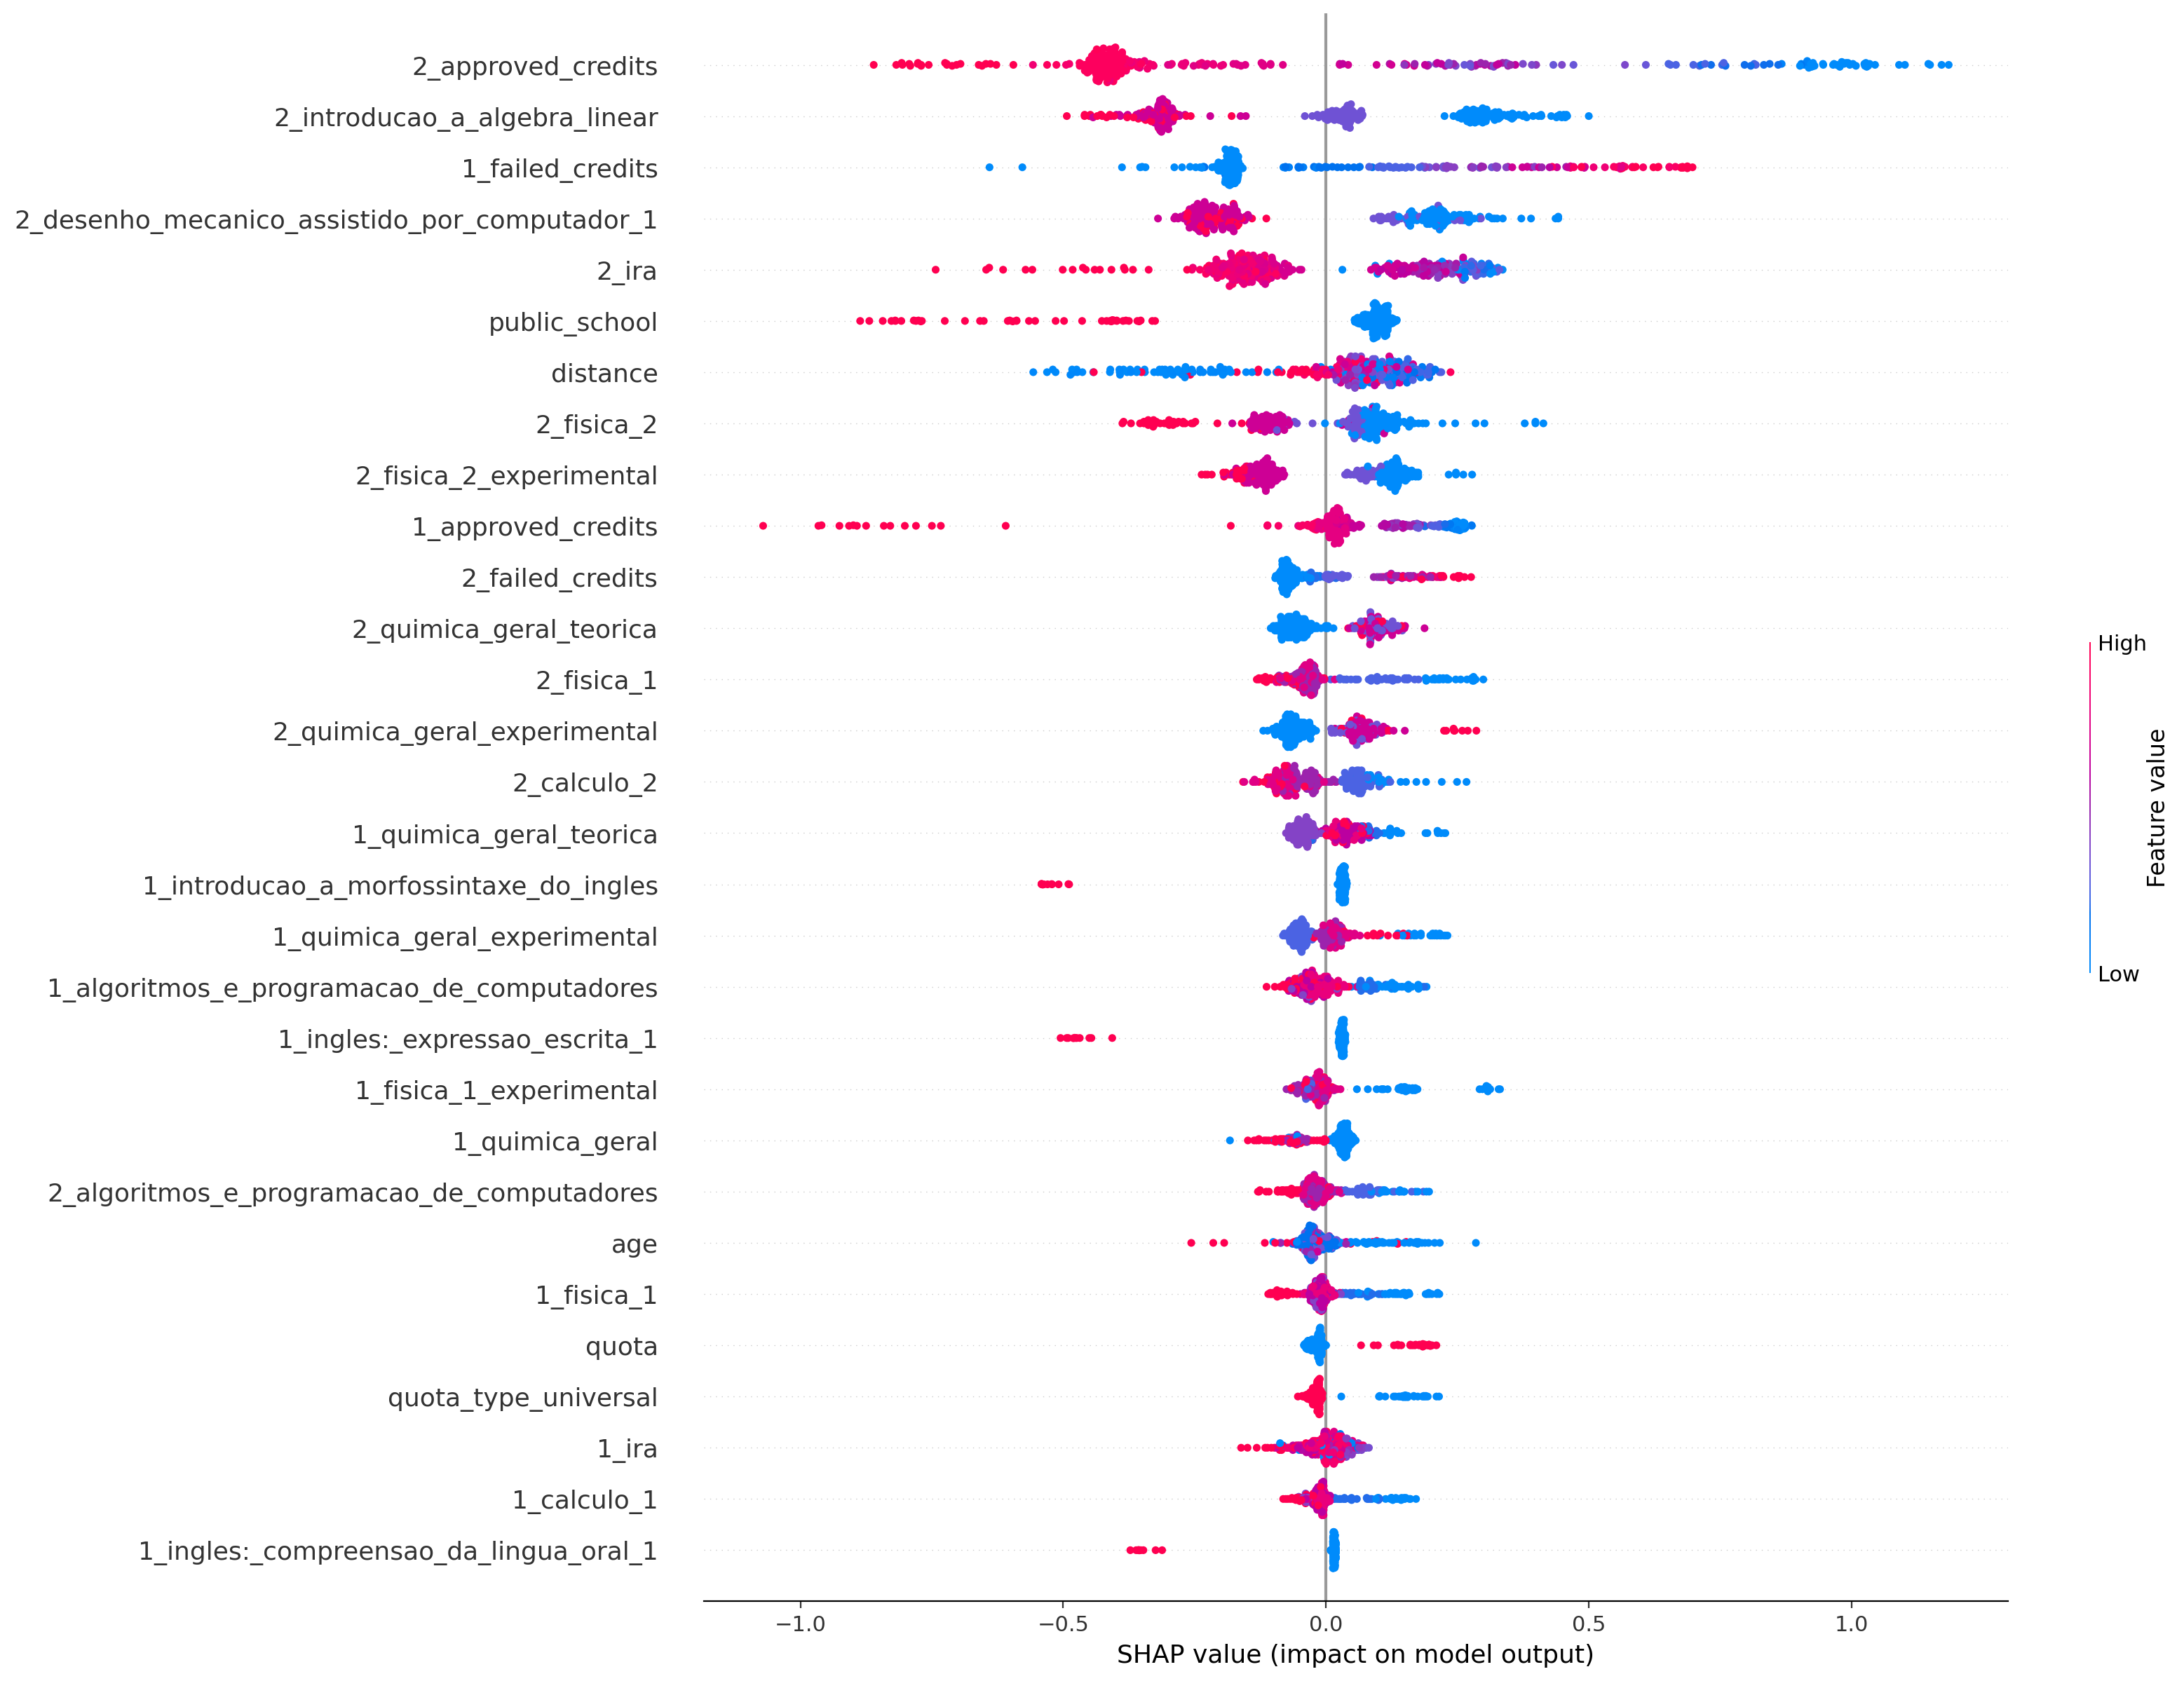 2_approved_credits
2_introducao_a_algebra_linear
1_failed_credits
2_desenho_mecanico_assistido_por_computador_1
2_ira
public_school
distance
2_fisica_2
2_fisica_2_experimental
1_approved_credits
2_failed_credits
2_quimica_geral_teorica
2_fisica_1
2_quimica_geral_experimental
2_calculo_2
1_quimica_geral_teorica
1_introducao_a_morfossintaxe_do_ingles
1_quimica_geral_experimental
1_algoritmos_e_programacao_de_computadores
1_ingles:_expressao_escrita_1
1_fisica_1_experimental
1_quimica_geral
2_algoritmos_e_programacao_de_computadores
age
1_fisica_1
quota
quota_type_universal
1_ira
1_calculo_1
1_ingles:_compreensao_da_lingua_oral_1
−1.0 −0.5 0.0 0.5 1.0
SHAP value (impact on model output)
High
Feature value
Low